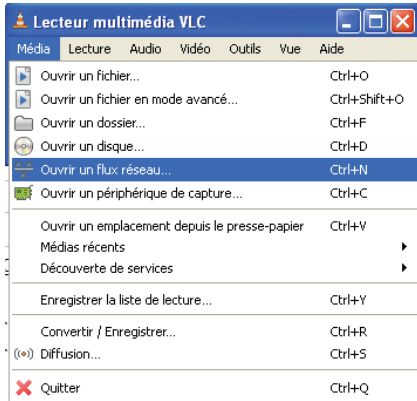 Lecteur multimédia VLC
Média Lecture Audio Vidéo Outils Vue Aide
Ouvrir un fichier... Ctrl+O
Ouvrir un fichier en mode avancé... Ctrl+Shift+O
Ouvrir un dossier... Ctrl+F
Ouvrir un disque... Ctrl+D
Ouvrir un flux réseau... Ctrl+N
Ouvrir un périphérique de capture... Ctrl+C
Ouvrir un emplacement depuis le presse-papier Ctrl+V
Médias récents
Découverte de services
Enregistrer la liste de lecture... Ctrl+Y
Convertir / Enregistrer... Ctrl+R
Diffusion... Ctrl+S
Quitter Ctrl+Q